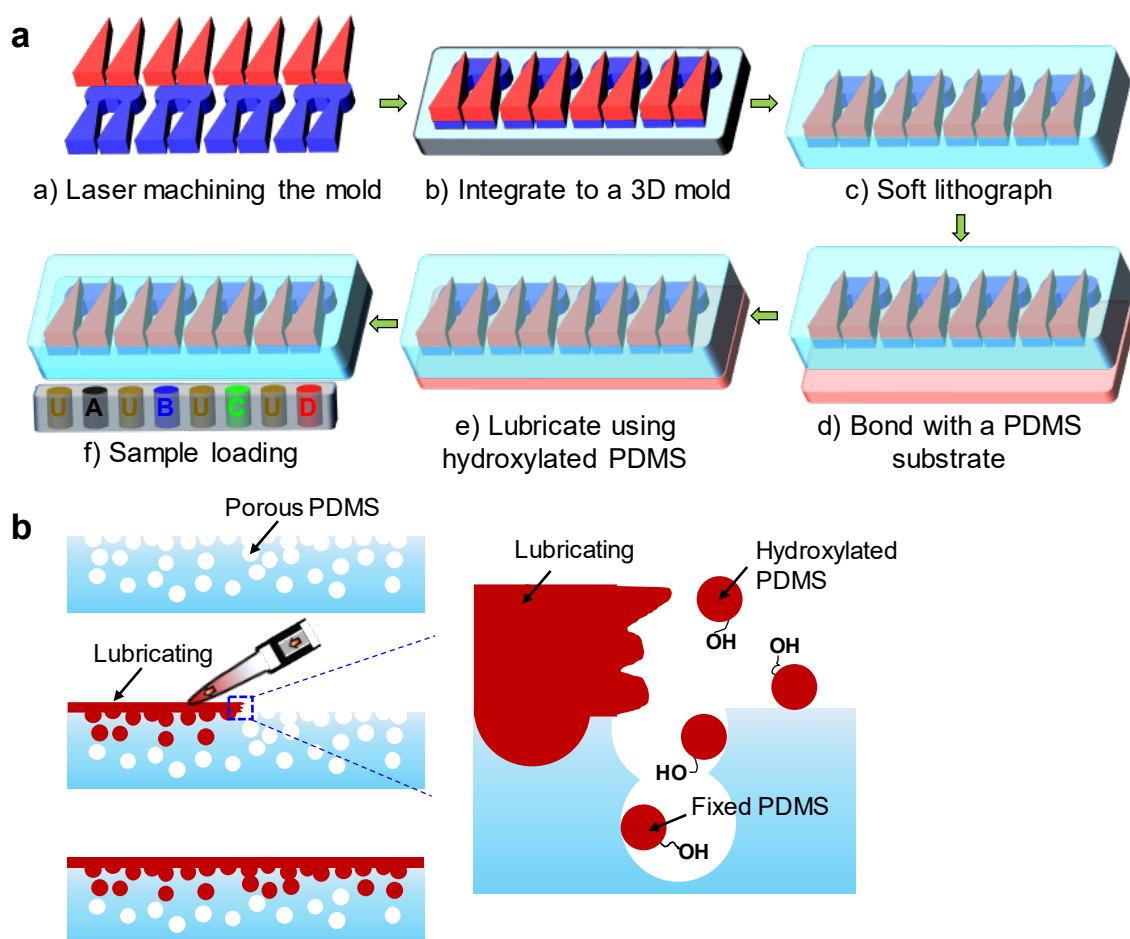 a
a) Laser machining the mold
b) Integrate to a 3D mold
c) Soft lithograph
U A U B U C U D
f) Sample loading
e) Lubricate using
hydroxylated PDMS
d) Bond with a PDMS
substrate
b
Porous PDMS
Lubricating
Lubricating
Hydroxylated
PDMS
OH
OH
HO
Fixed PDMS
OH